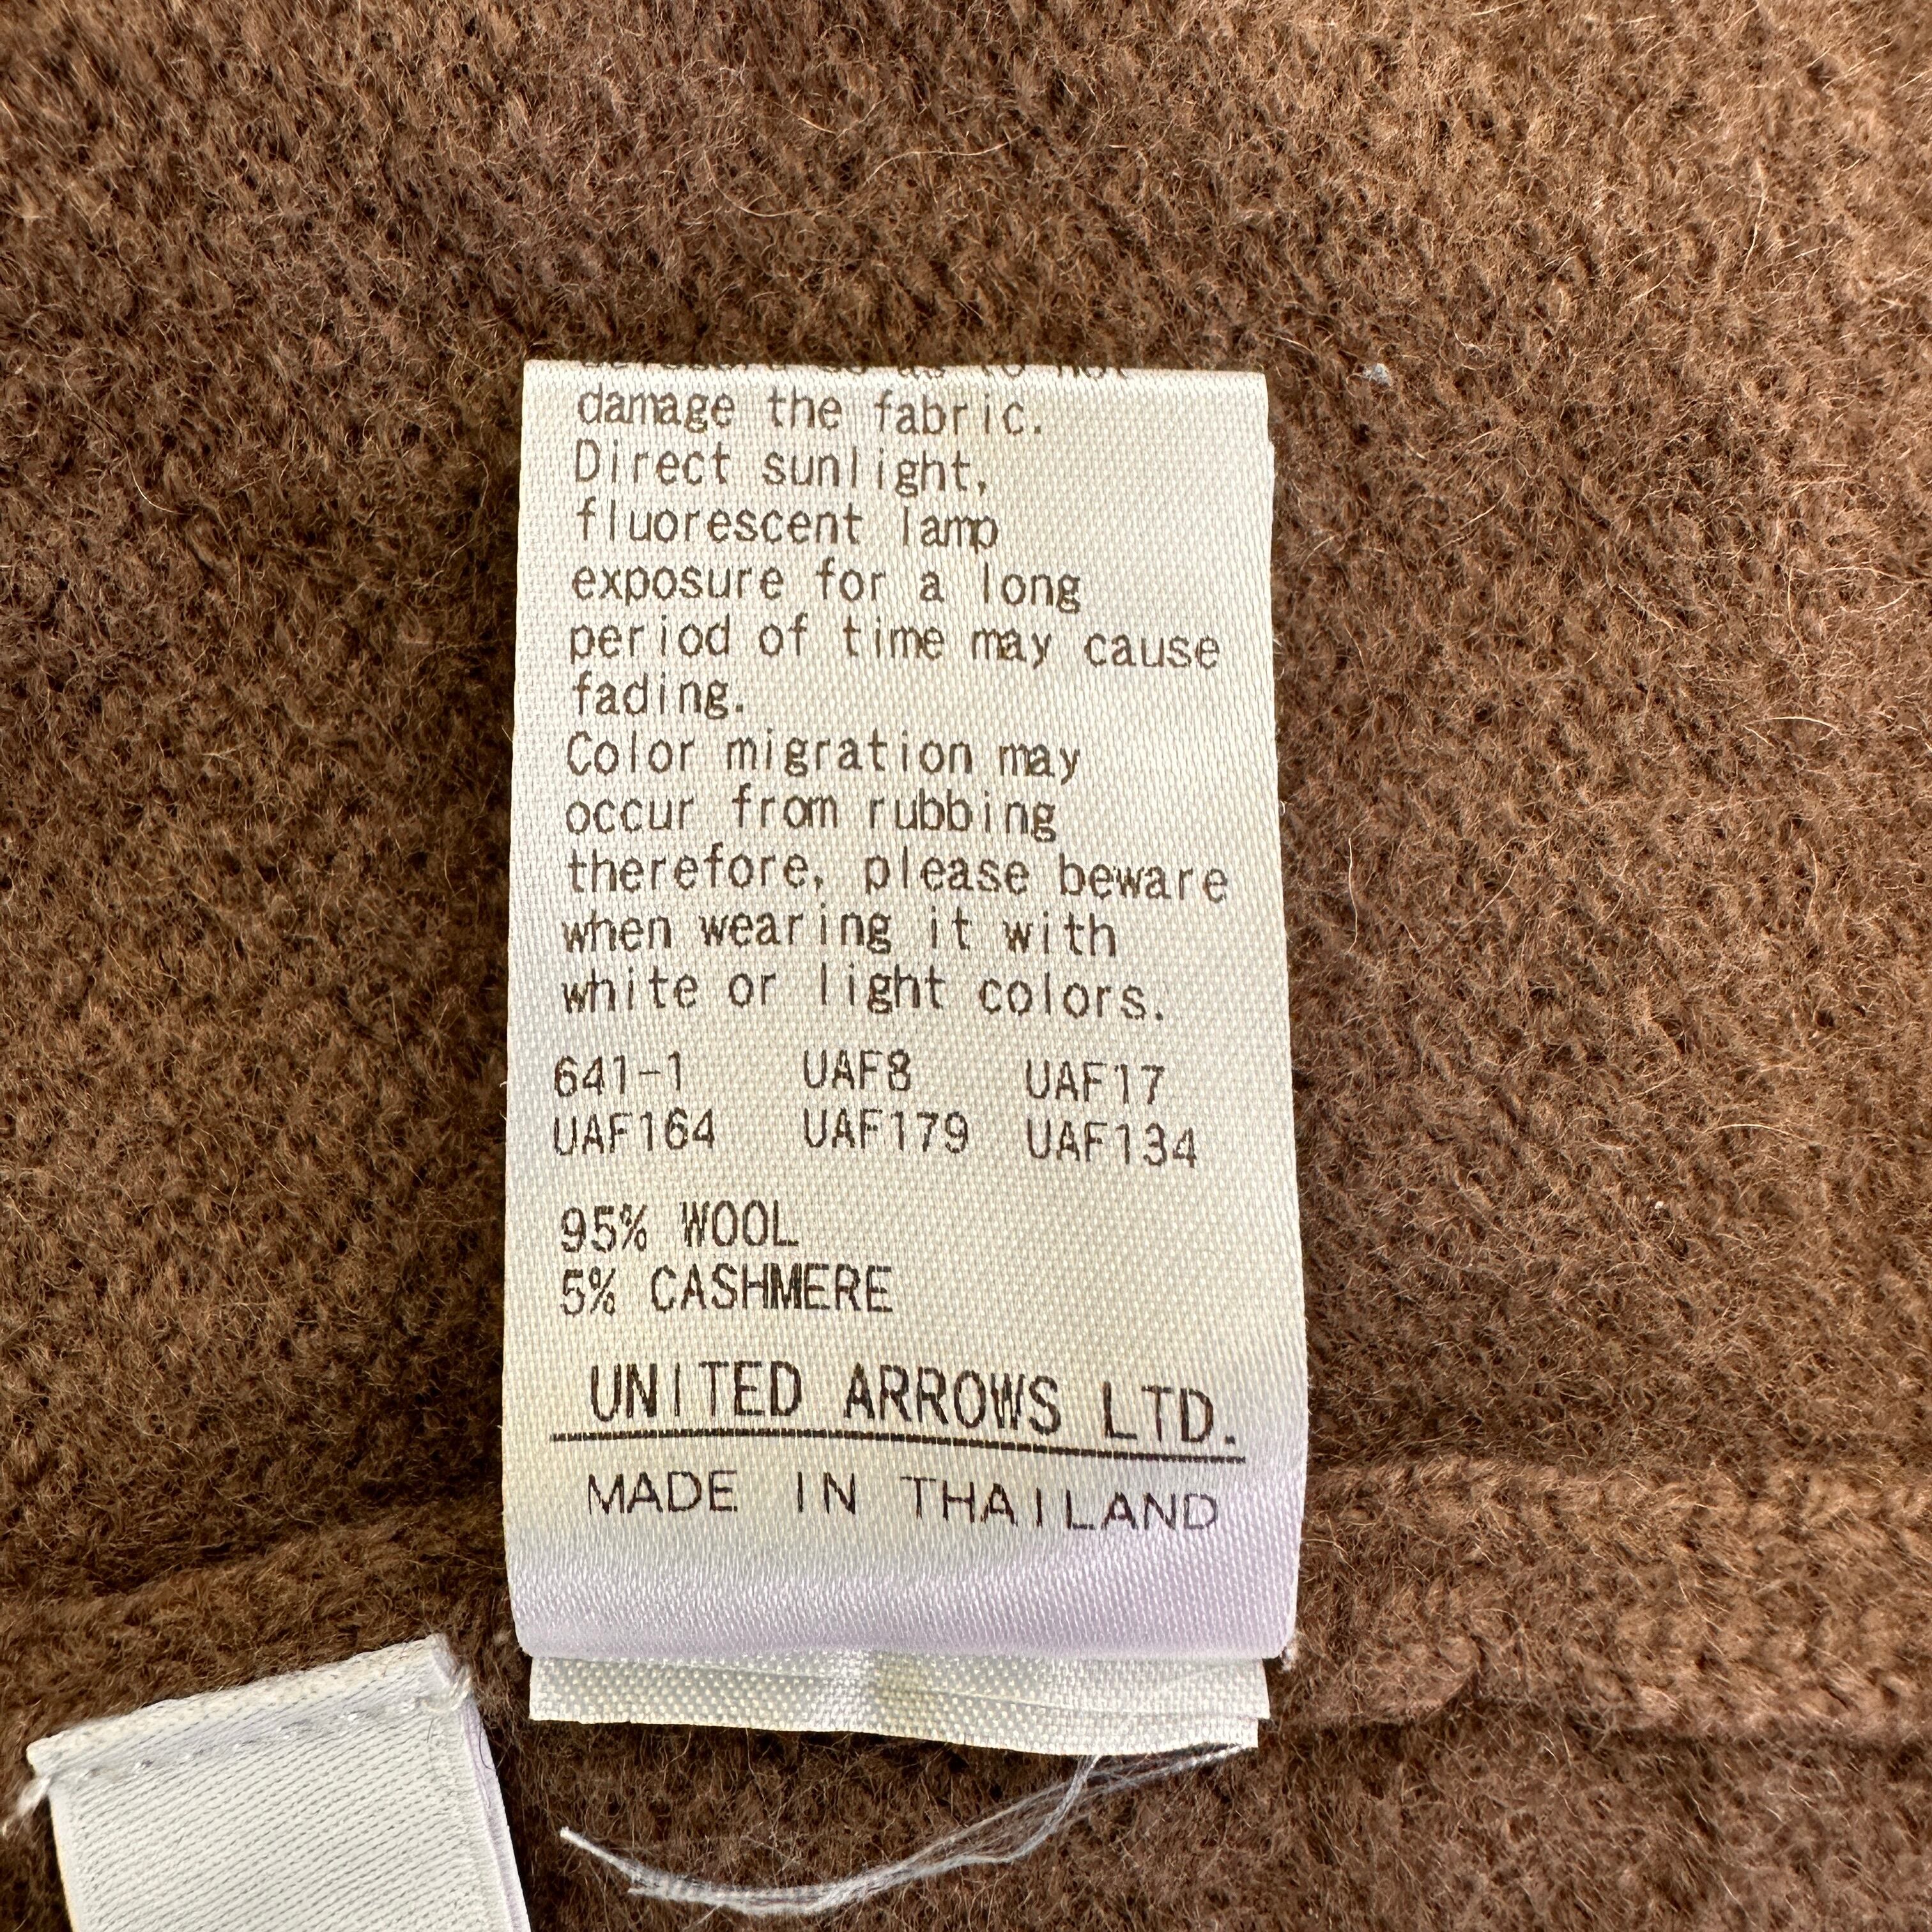 damage the fabric.
Direct sunlight,
fluorescent lamp
exposure for a long
period of time may cause
fading.
Color migration may
occur from rubbing
therefore, please beware
when wearing it with
white or light colors.
641-1 UAF8 UAF17
UAF164 UAF179 UAF134
95% WOOL
5% CASHMERE
UNITED ARROWS LTD.
MADE IN THAILAND